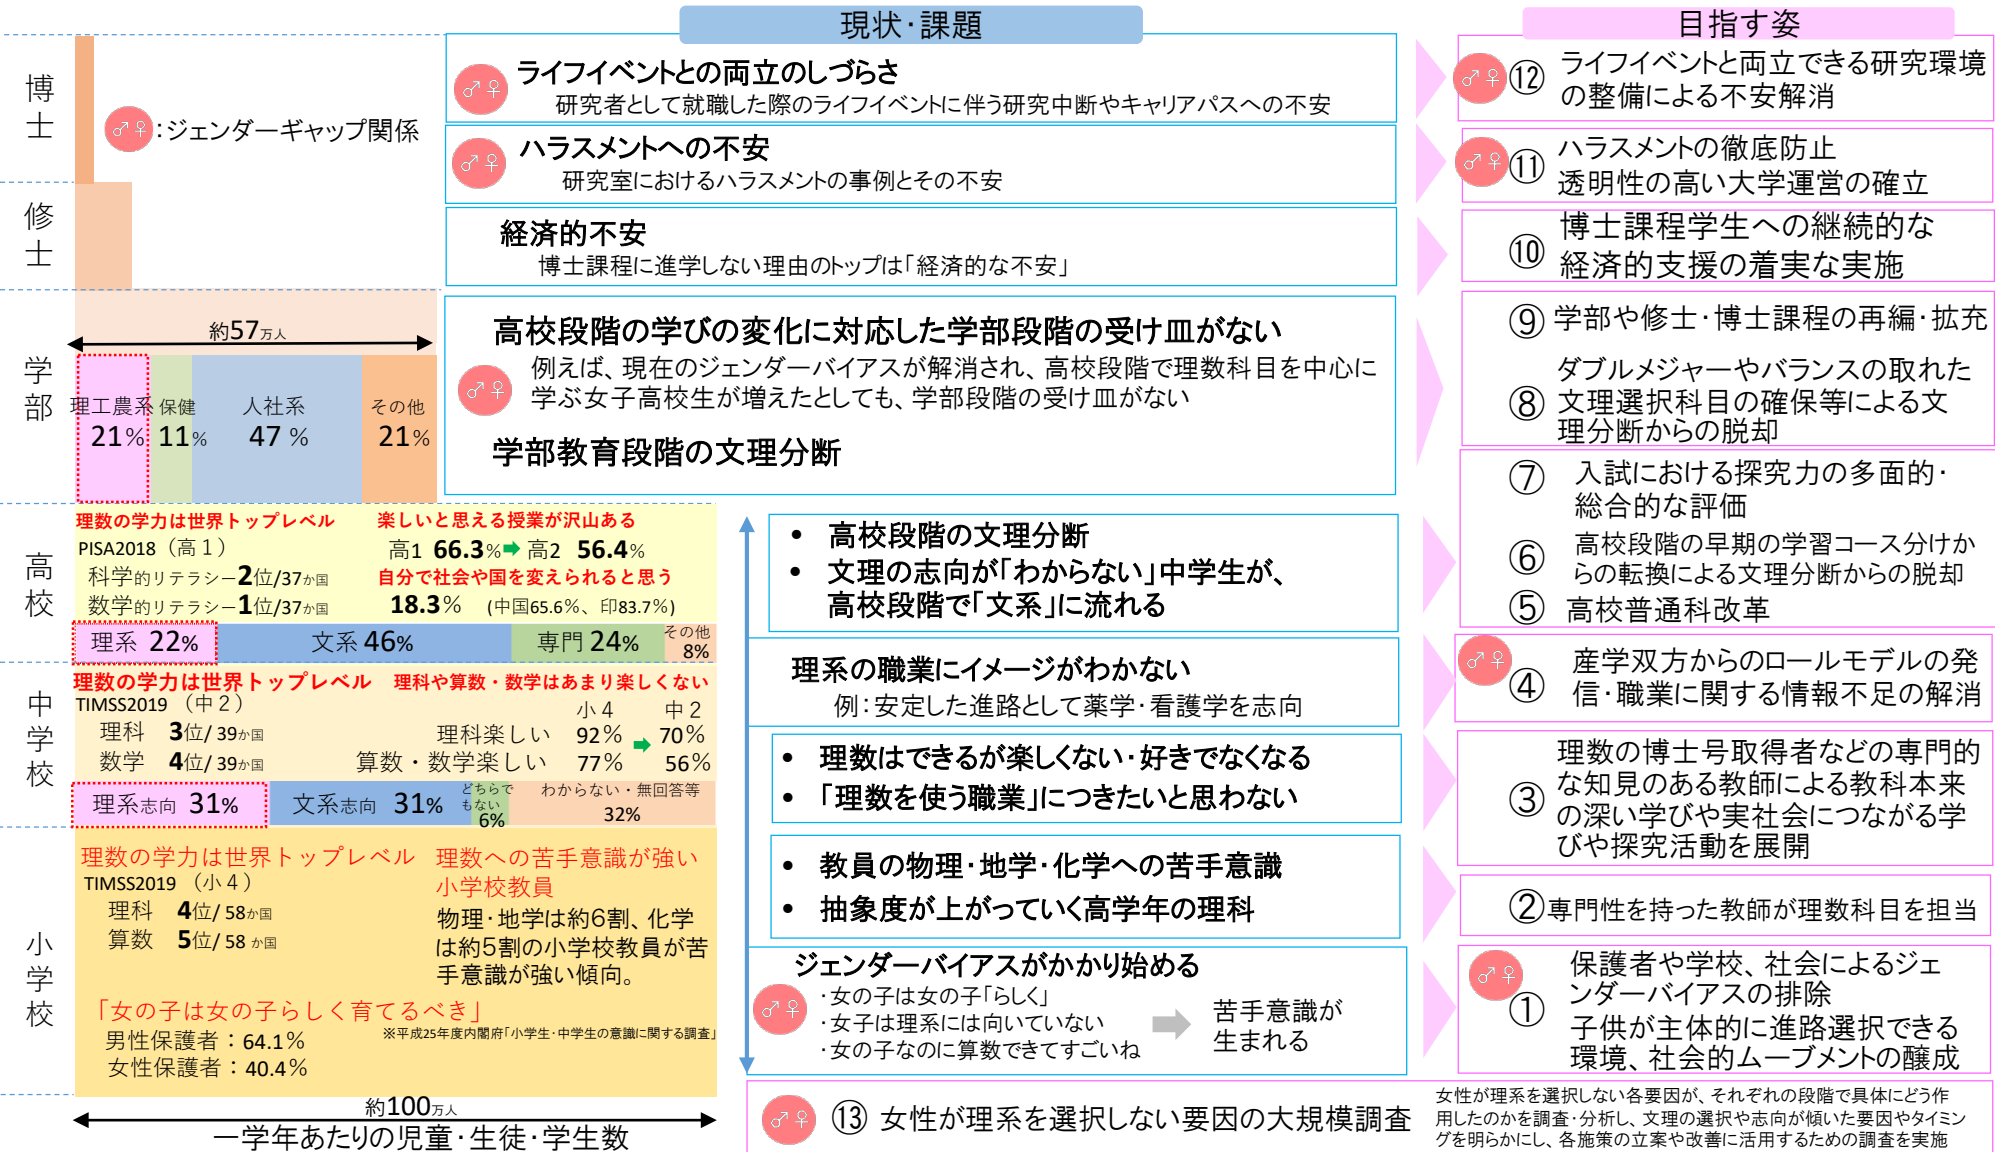 現状・課題
目指す姿
博士
♂♀:ジェンダーギャップ関係
修士
ライフイベントとの両立のしづらさ
研究者として就職した際のライフイベントに伴う研究中断やキャリアパスへの不安
ハラスメントへの不安
研究室におけるハラスメントの事例とその不安
経済的不安
博士課程に進学しない理由のトップは「経済的な不安」
⑫ ライフイベントと両立できる研究環境
の整備による不安解消
⑪ ハラスメントの徹底防止
透明性の高い大学運営の確立
⑩ 博士課程学生への継続的な
経済的支援の着実な実施
学部
約57万人
理工農系 21%
保健 11%
人社系 47 %
その他 21%
高校段階の学びの変化に対応した学部段階の受け皿がない
例えば、現在のジェンダーバイアスが解消され、高校段階で理数科目を中心に
学ぶ女子高校生が増えたとしても、学部段階の受け皿がない
学部教育段階の文理分断
⑨ 学部や修士・博士課程の再編・拡充
⑧ ダブルメジャーやバランスの取れた
文理選択科目の確保等による文
理分断からの脱却
⑦ 入試における探究力の多面的・
総合的な評価
⑥ 高校段階の早期の学習コース分けか
らの転換による文理分断からの脱却
⑤ 高校普通科改革
高校
理数の学力は世界トップレベル
PISA2018（高１）
科学的リテラシー2位/37か国
数学的リテラシー1位/37か国
楽しいと思える授業が沢山ある
高1 66.3% 高2 56.4%
自分で社会や国を変えられると思う
18.3% (中国65.6%、印83.7%)
理系 22%
文系 46%
専門 24%
その他 8%
• 高校段階の文理分断
• 文理の志向が「わからない」中学生が、
高校段階で「文系」に流れる
中学校
理数の学力は世界トップレベル
TIMSS2019（中２）
理科 3位/ 39か国
数学 4位/ 39か国
理科や算数・数学はあまり楽しくない
小４ 中２
理科楽しい 92% 70%
算数・数学楽しい 77% 56%
理系志向 31%
文系志向 31%
どちらで
もない
6%
わからない・無回答等
32%
理系の職業にイメージがわかない
例:安定した進路として薬学・看護学を志向
④ 産学双方からのロールモデルの発
信・職業に関する情報不足の解消
• 理数はできるが楽しくない・好きでなくなる
• 「理数を使う職業」につきたいと思わない
③ 理数の博士号取得者などの専門的
な知見のある教師による教科本来
の深い学びや実社会につながる学
びや探究活動を展開
小学校
理数の学力は世界トップレベル
TIMSS2019（小４）
理科 4位/ 58か国
算数 5位/ 58 か国
理数への苦手意識が強い
小学校教員
物理・地学は約6割、化学
は約5割の小学校教員が苦
手意識が強い傾向。
「女の子は女の子らしく育てるべき」
男性保護者：64.1%
女性保護者：40.4%
※平成25年度内閣府「小学生・中学生の意識に関する調査」
• 教員の物理・地学・化学への苦手意識
• 抽象度が上がっていく高学年の理科
②専門性を持った教師が理数科目を担当
ジェンダーバイアスがかかり始める
・女の子は女の子「らしく」
・女子は理系には向いていない
・女の子なのに算数できてすごいね
苦手意識が
生まれる
① 保護者や学校、社会によるジェ
ンダーバイアスの排除
子供が主体的に進路選択できる
環境、社会的ムーブメントの醸成
約100万人
一学年あたりの児童・生徒・学生数
⑬ 女性が理系を選択しない要因の大規模調査
女性が理系を選択しない各要因が、それぞれの段階で具体にどう作
用したのかを調査・分析し、文理の選択や志向が傾いた要因やタイミン
グを明らかにし、各施策の立案や改善に活用するための調査を実施